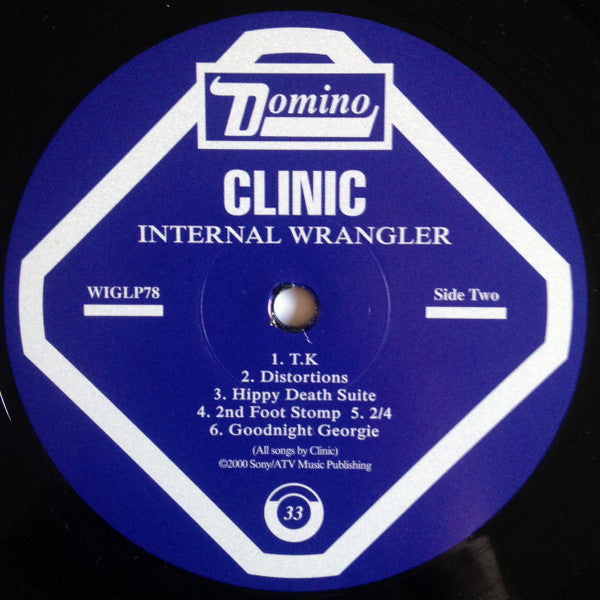 Domino
CLINIC
INTERNAL WRANGLER
WIGLP78
Side Two
1. T.K
2. Distortions
3. Hippy Death Suite
4. 2nd Foot Stomp 5. 2/4
6. Goodnight Georgie
(All songs by Clinic)
©2000 Sony/ATV Music Publishing
33